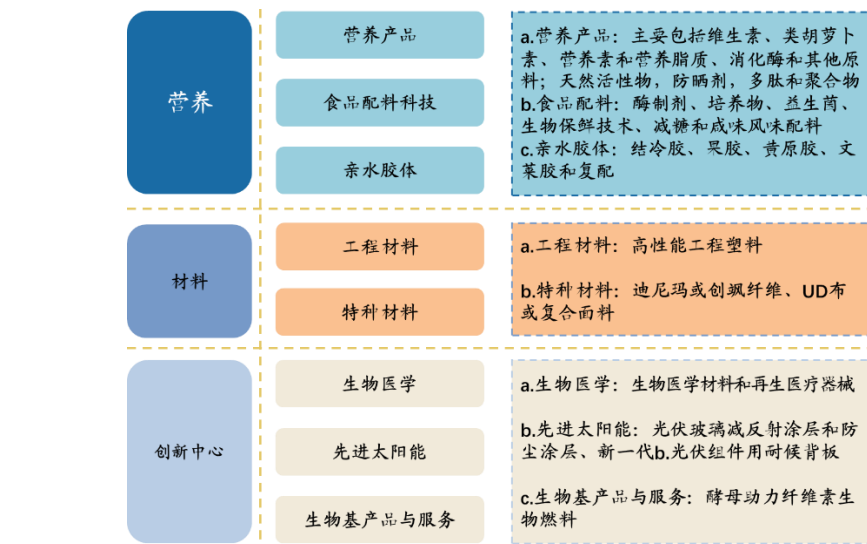 营养
营养产品
食品配料科技
亲水胶体
a.营养产品：主要包括维生素、类胡萝卜
素、营养素和营养脂质、消化酶和其他原
料；天然活性物，防晒剂，多肽和聚合物
b.食品配料：酶制剂、培养物、益生菌、
生物保鲜技术、减糖和咸味风味配料
c.亲水胶体：结冷胶、果胶、黄原胶、文
菜胶和复配
材料
工程材料
特种材料
a.工程材料：高性能工程塑料
b.特种材料：迪尼玛或创飒纤维、UD布
或复合面料
创新中心
生物医学
先进太阳能
生物基产品与服务
a.生物医学：生物医学材料和再生医疗器械
b.先进太阳能：光伏玻璃减反射涂层和防
尘涂层、新一代b.光伏组件用耐候背板
c.生物基产品与服务：酵母助力纤维素生
物燃料